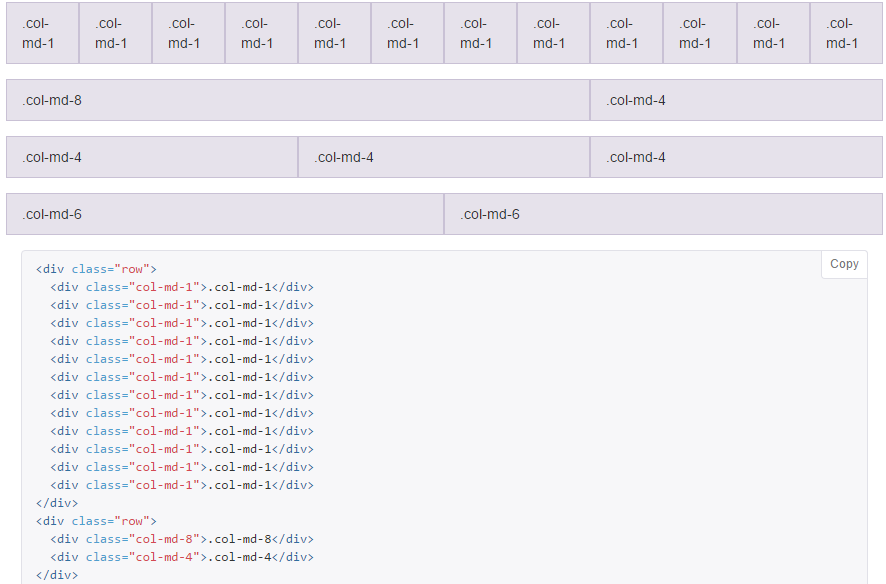 .col- .col- .col- .col- .col- .col- .col- .col- .col- .col- .col- .col-
md-1 md-1 md-1 md-1 md-1 md-1 md-1 md-1 md-1 md-1 md-1 md-1
.col-md-8 .col-md-4
.col-md-4 .col-md-4 .col-md-4
.col-md-6 .col-md-6
Copy
<div class="row">
  <div class="col-md-1">.col-md-1</div>
  <div class="col-md-1">.col-md-1</div>
  <div class="col-md-1">.col-md-1</div>
  <div class="col-md-1">.col-md-1</div>
  <div class="col-md-1">.col-md-1</div>
  <div class="col-md-1">.col-md-1</div>
  <div class="col-md-1">.col-md-1</div>
  <div class="col-md-1">.col-md-1</div>
  <div class="col-md-1">.col-md-1</div>
  <div class="col-md-1">.col-md-1</div>
  <div class="col-md-1">.col-md-1</div>
  <div class="col-md-1">.col-md-1</div>
</div>
<div class="row">
  <div class="col-md-8">.col-md-8</div>
  <div class="col-md-4">.col-md-4</div>
</div>